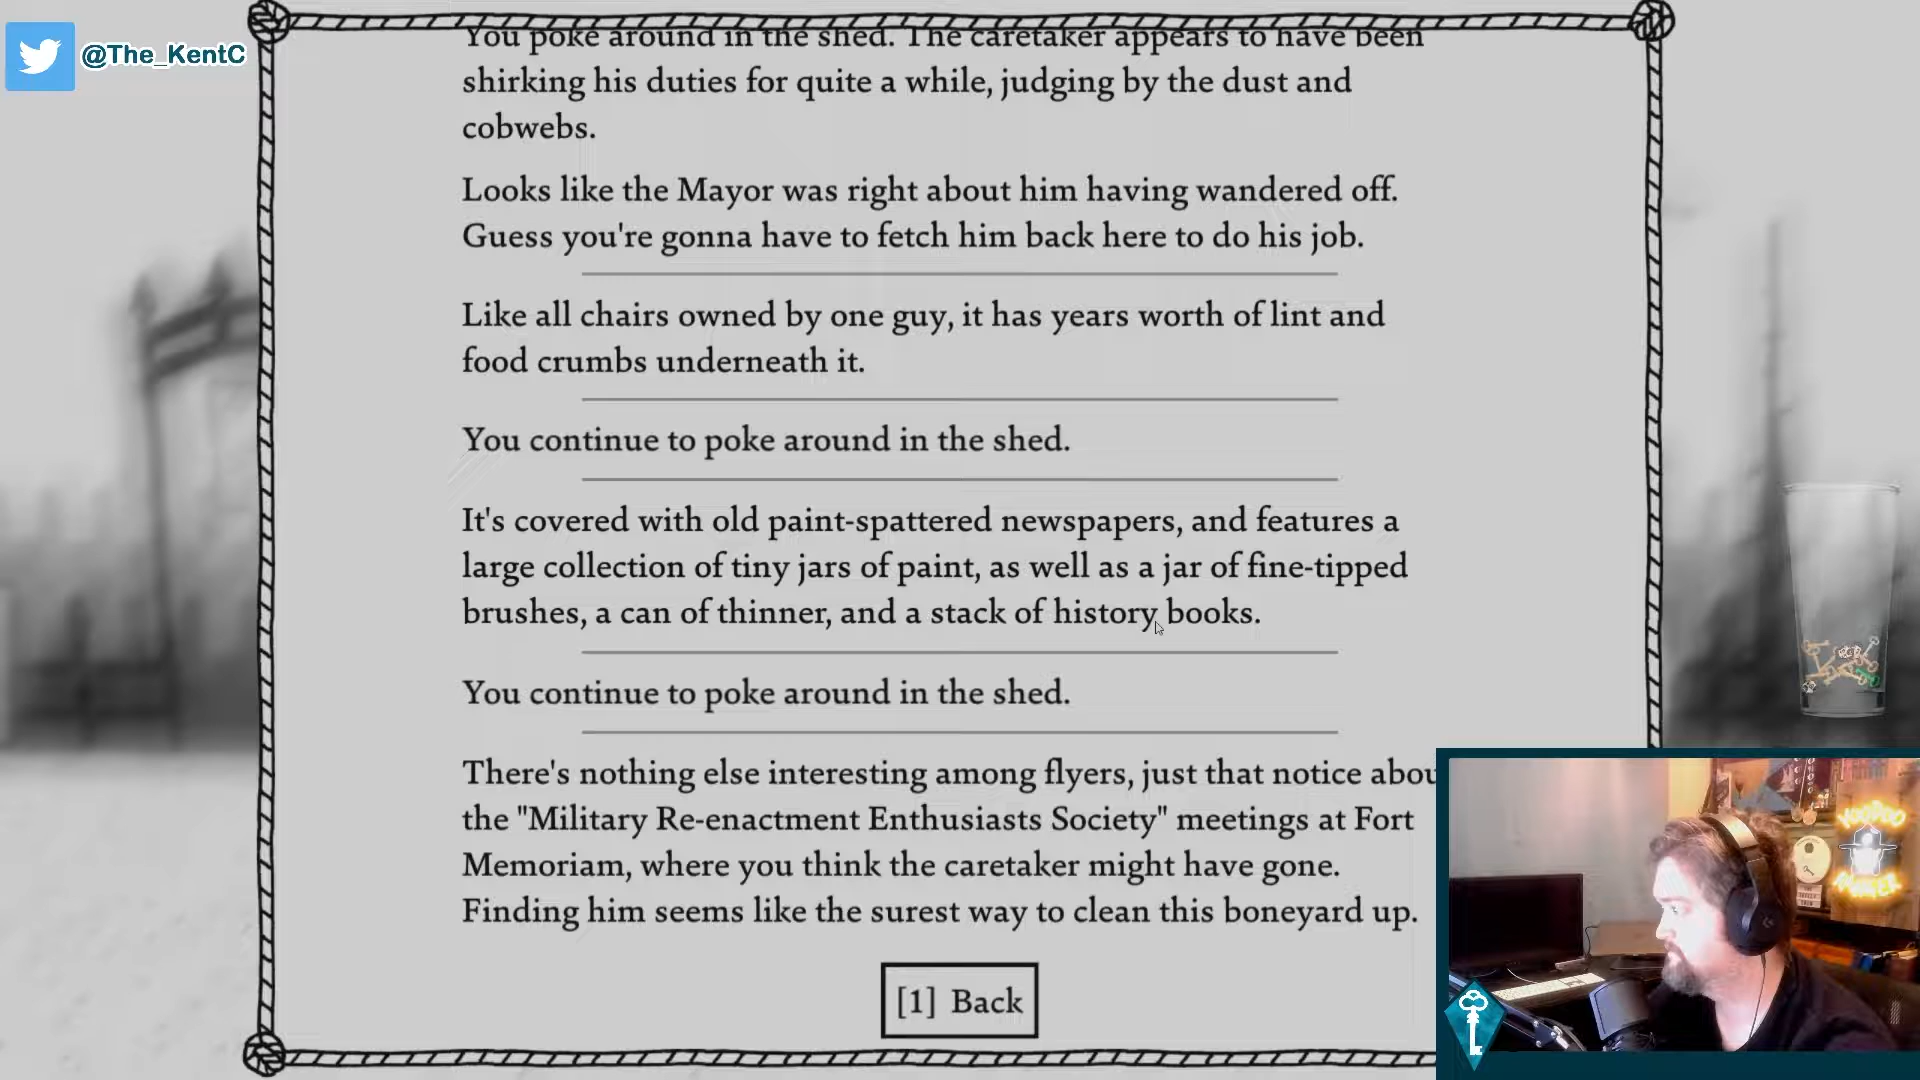 @The_KentC
You poke around in the shed. The caretaker appears to have been
shirking his duties for quite a while, judging by the dust and
cobwebs.
Looks like the Mayor was right about him having wandered off.
Guess you're gonna have to fetch him back here to do his job.
Like all chairs owned by one guy, it has years worth of lint and
food crumbs underneath it.
You continue to poke around in the shed.
It's covered with old paint-spattered newspapers, and features a
large collection of tiny jars of paint, as well as a jar of fine-tipped
brushes, a can of thinner, and a stack of history books.
You continue to poke around in the shed.
There's nothing else interesting among flyers, just that notice abou
the "Military Re-enactment Enthusiasts Society" meetings at Fort
Memoriam, where you think the caretaker might have gone.
Finding him seems like the surest way to clean this boneyard up.
[1] Back
VOODOO